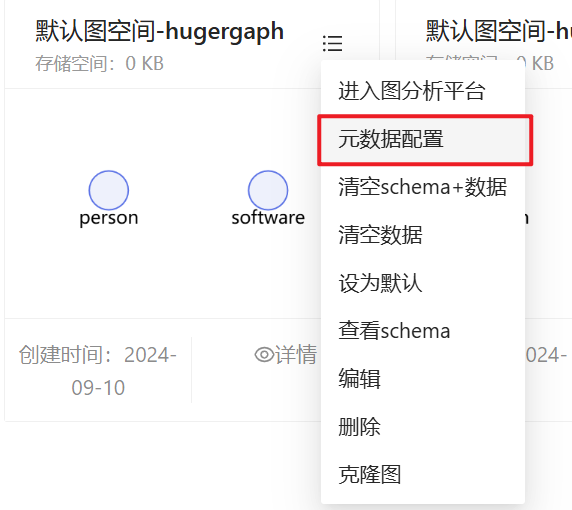 默认图空间-hugergaph
存储空间：0 KB
默认图空间-hu
0 KB
进入图分析平台
元数据配置
清空schema+数据
清空数据
设为默认
查看schema
编辑
删除
克隆图
person
software
n
创建时间：2024-
09-10
详情
024-